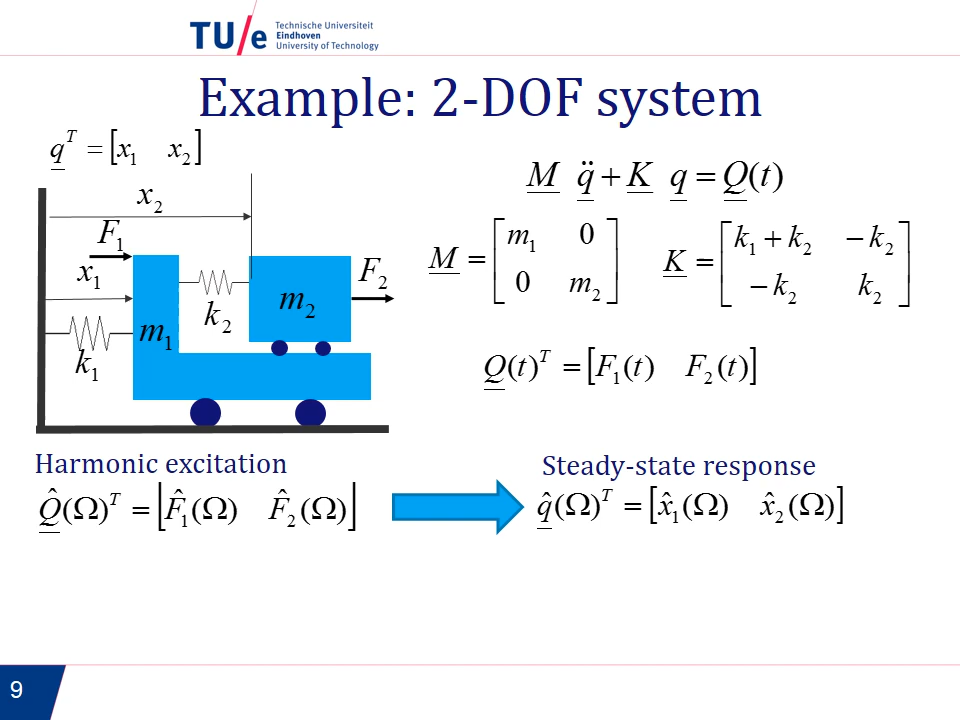 TU/e Technische Universiteit
Eindhoven
University of Technology
Example: 2-DOF system
q^T = [x₁ x₂]
M q̈ + K q = Q(t)
x₂
F₁
x₁
k₁
m₁
k₂
m₂
F₂
M = [m₁ 0
0 m₂]
K = [k₁ + k₂ − k₂
− k₂ k₂]
Q(t)^T = [F₁(t) F₂(t)]
Harmonic excitation
Q̂(Ω)^T = [F̂₁(Ω) F̂₂(Ω)]
Steady-state response
q̂(Ω)^T = [x̂₁(Ω) x̂₂(Ω)]
9